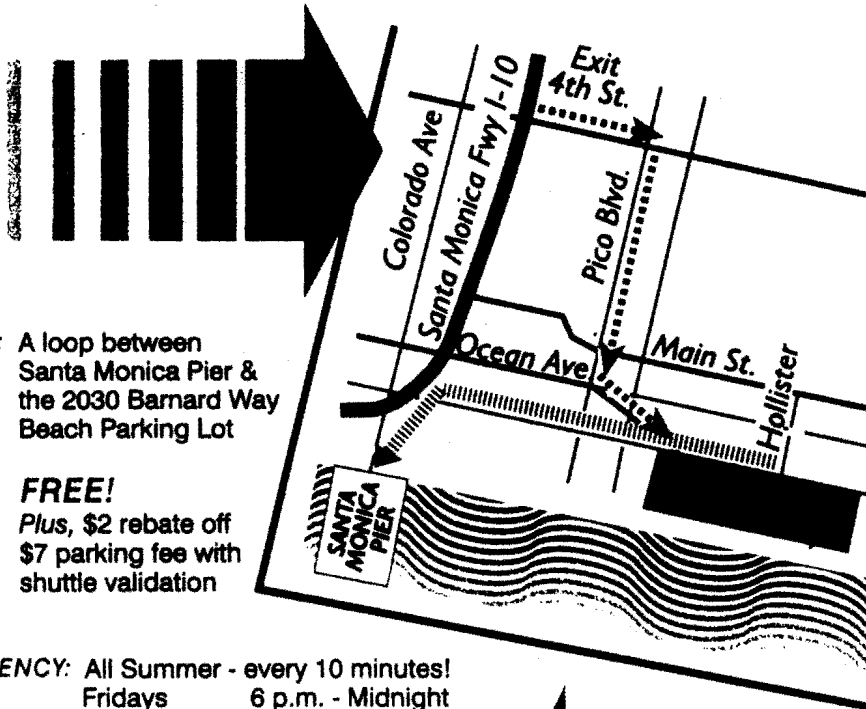 Exit
4th St.
Colorado Ave
Santa Monica Fwy I-10
Pico Blvd.
Ocean Ave
Main St.
Hollister
SANTA
MONICA
PIER
A loop between
Santa Monica Pier &
the 2030 Barnard Way
Beach Parking Lot
FREE!
Plus, $2 rebate off
$7 parking fee with
shuttle validation
ENCY: All Summer - every 10 minutes!
Fridays 6 p.m. - Midnight